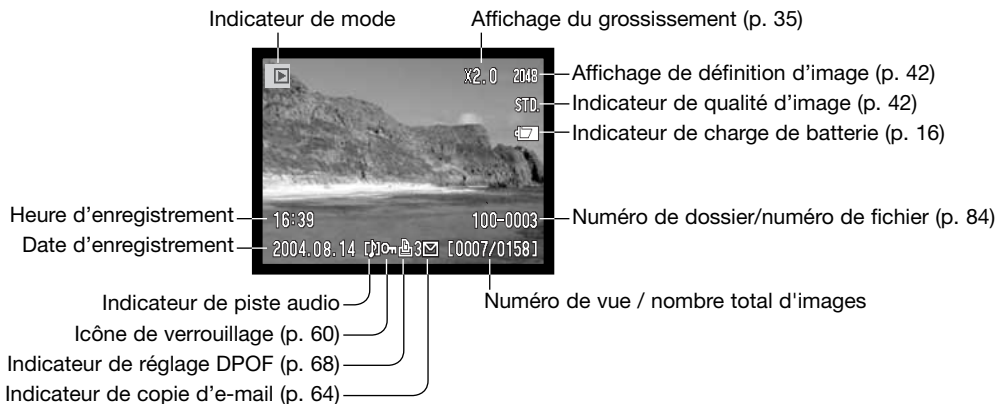 Indicateur de mode
Affichage du grossissement (p. 35)
X2.0 2048
Affichage de définition d’image (p. 42)
STD.
Indicateur de qualité d’image (p. 42)
Indicateur de charge de batterie (p. 16)
Heure d’enregistrement
16:39
100-0003
Numéro de dossier/numéro de fichier (p. 84)
Date d’enregistrement
2004.08.14 3 [0007/0158]
Indicateur de piste audio
Numéro de vue / nombre total d'images
Icône de verrouillage (p. 60)
Indicateur de réglage DPOF (p. 68)
Indicateur de copie d’e-mail (p. 64)